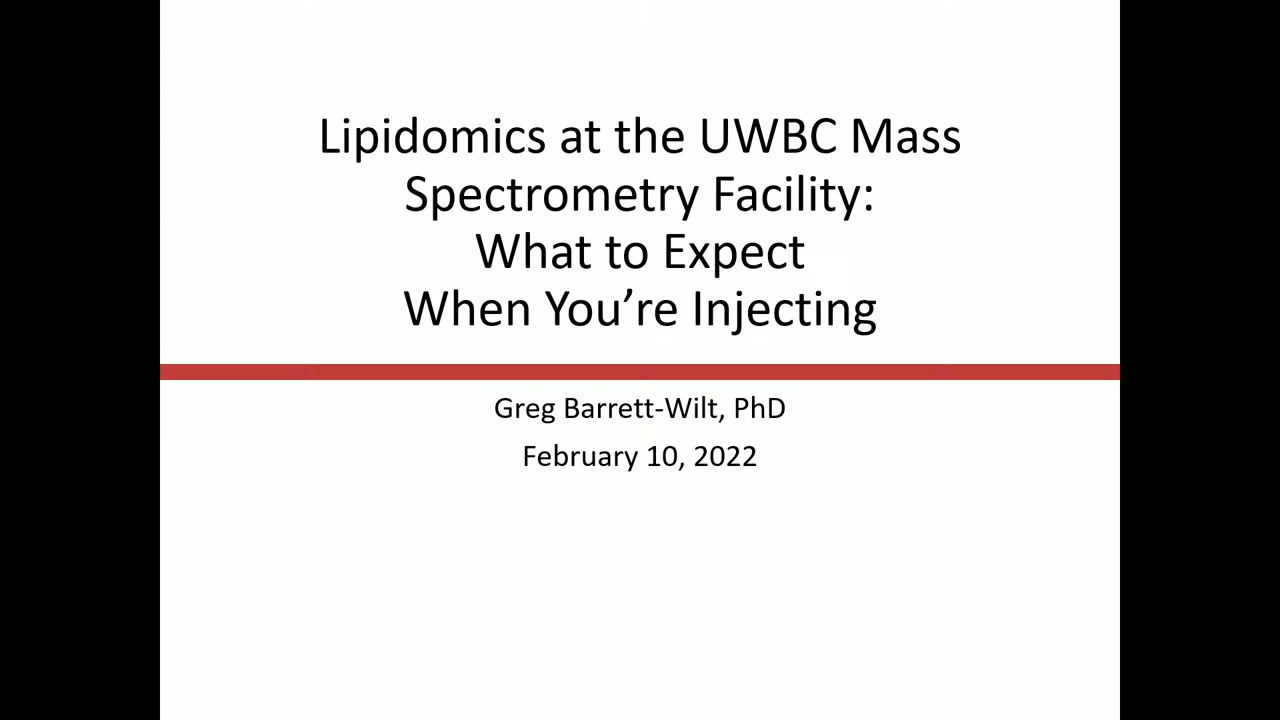 Lipidomics at the UWBC Mass
Spectrometry Facility:
What to Expect
When You’re Injecting
Greg Barrett-Wilt, PhD
February 10, 2022